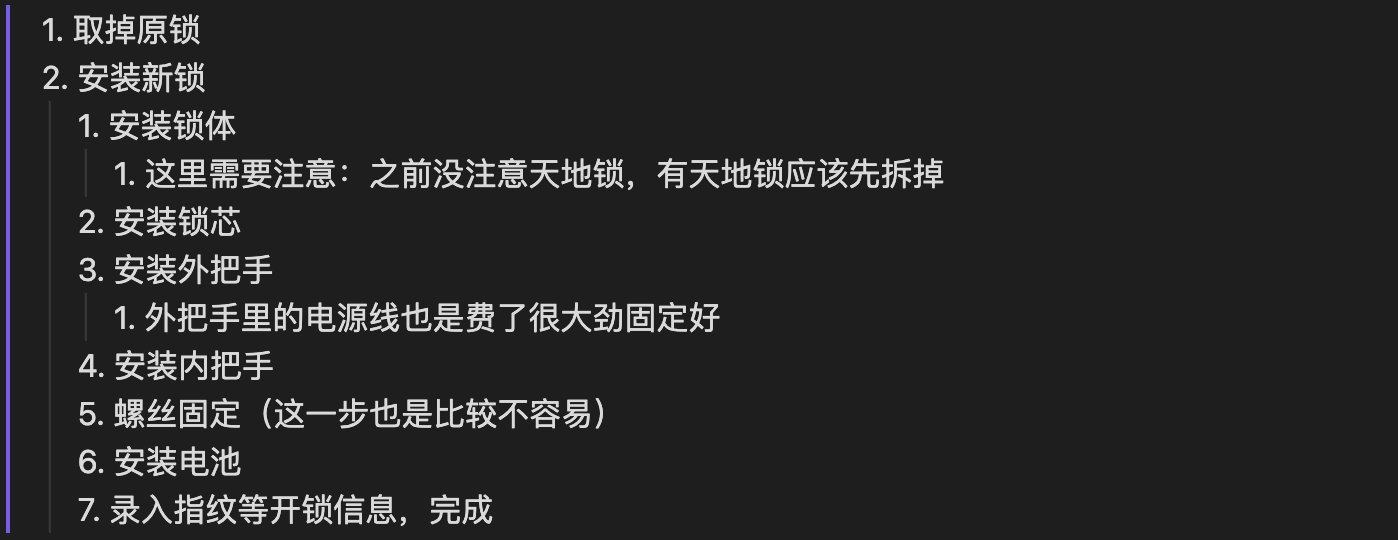 1. 取掉原锁
2. 安装新锁
1. 安装锁体
1. 这里需要注意：之前没注意天地锁，有天地锁应该先拆掉
2. 安装锁芯
3. 安装外把手
1. 外把手里的电源线也是费了很大劲固定好
4. 安装内把手
5. 螺丝固定（这一步也是比较不容易）
6. 安装电池
7. 录入指纹等开锁信息，完成